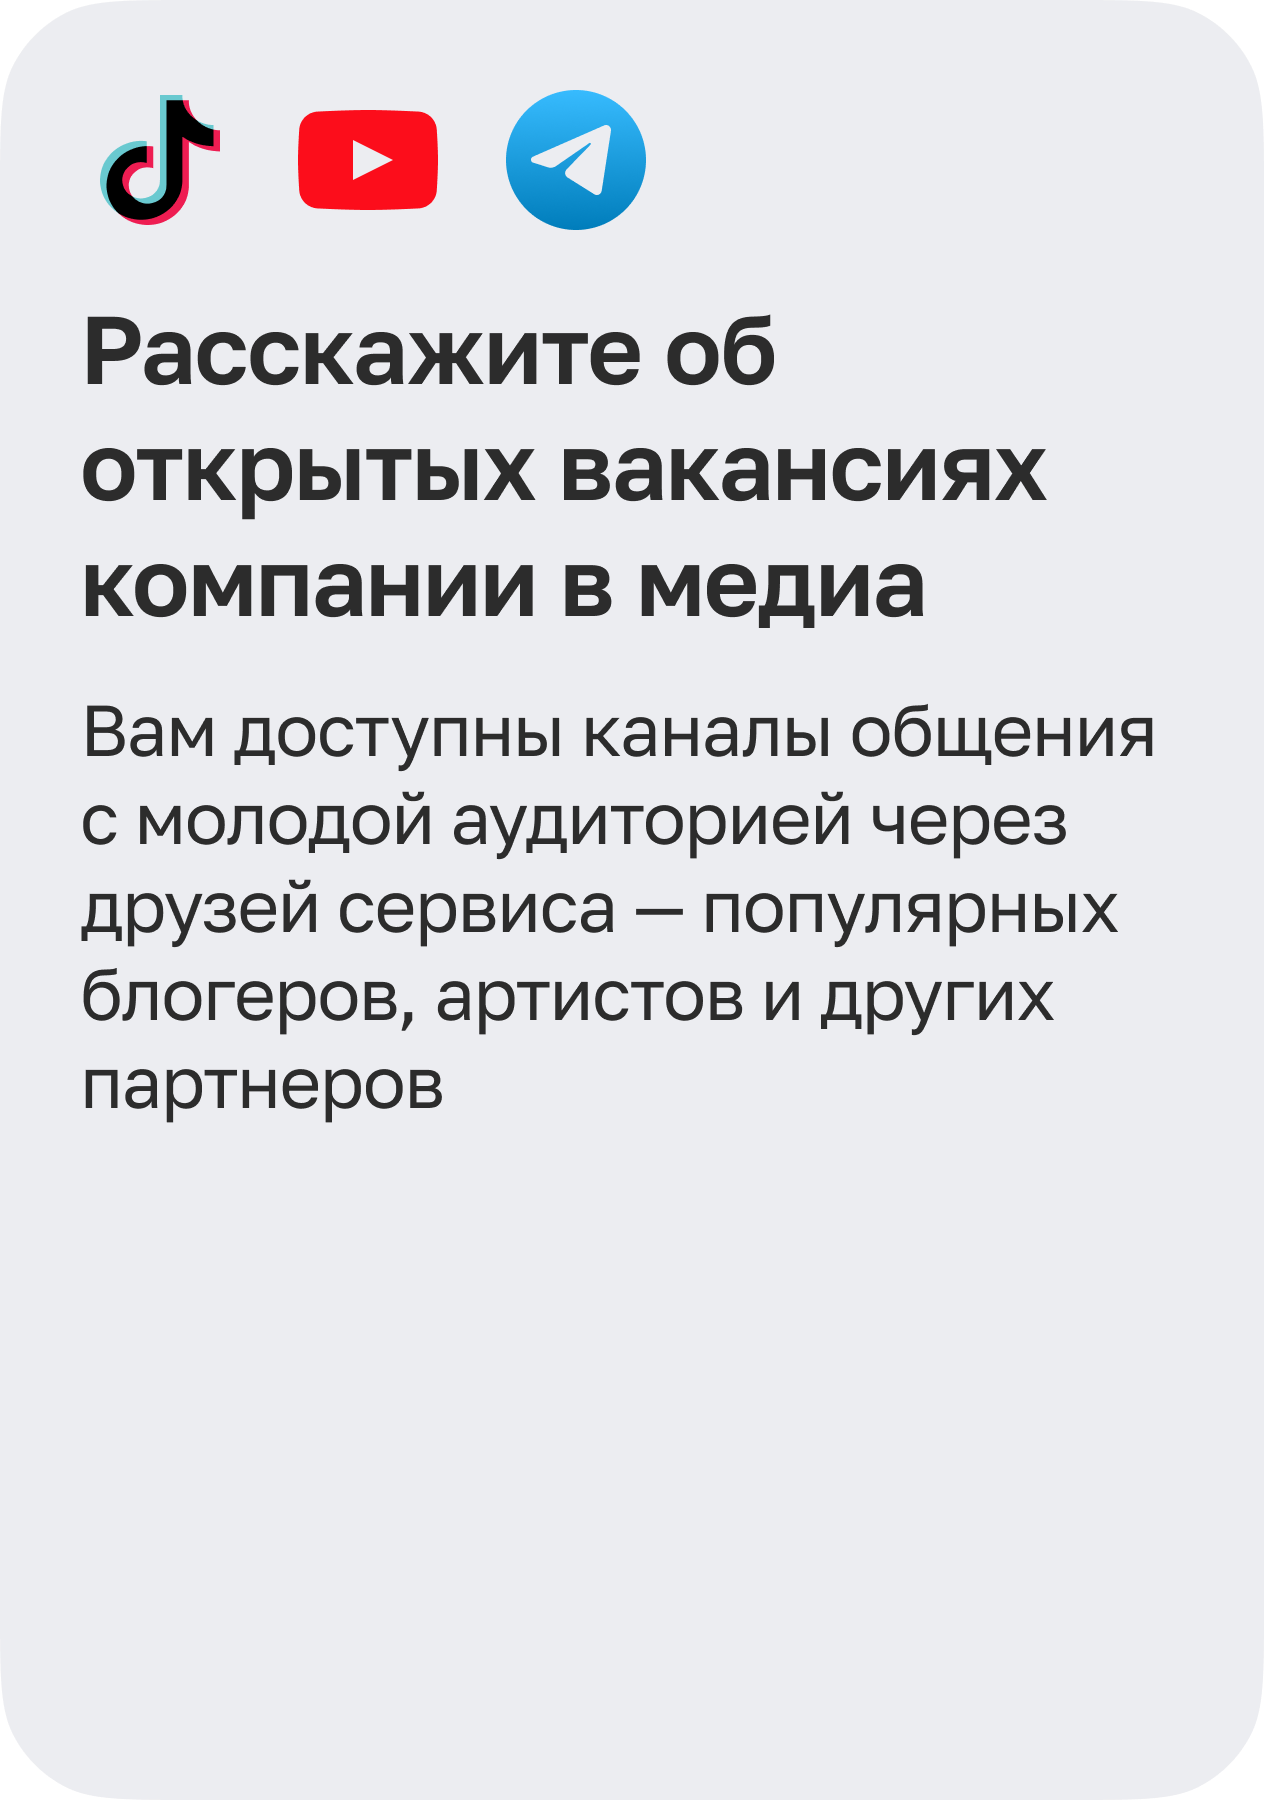 Расскажите об
открытых вакансиях
компании в медиа
Вам доступны каналы общения
с молодой аудиторией через
друзей сервиса — популярных
блогеров, артистов и других
партнеров